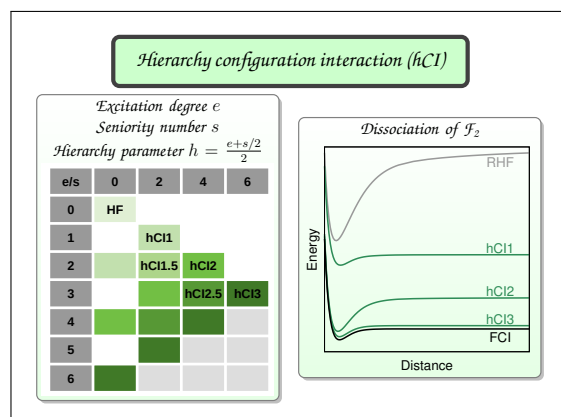 Hierarchy configuration interaction (hCI)
Excitation degree e
Seniority number s
Hierarchy parameter h = \frac{e+s/2}{2}
e/s 0 2 4 6
0 HF
1 hCI1
2 hCI1.5 hCI2
3 hCI2.5 hCI3
4
5
6
Dissociation of F₂
RHF
hCI1
hCI2
hCI3
FCI
Energy
Distance